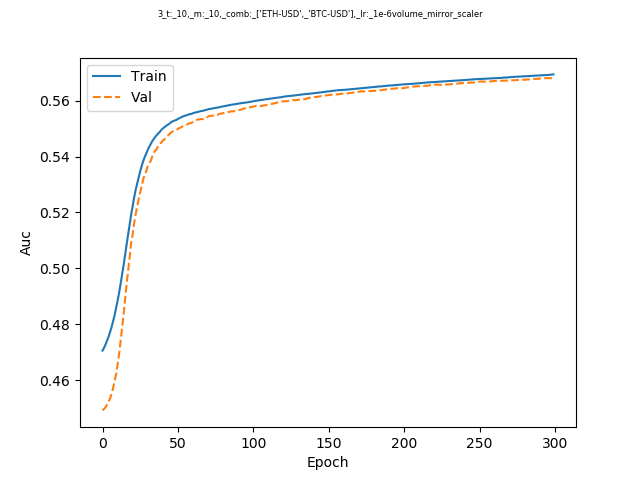 3_t:_10,_m:_10,_comb:_['ETH-USD',_'BTC-USD'],_lr:_1e-6volume_mirror_scaler
Train
Val
0.56
0.54
0.52
0.50
0.48
0.46
Auc
0 50 100 150 200 250 300
Epoch